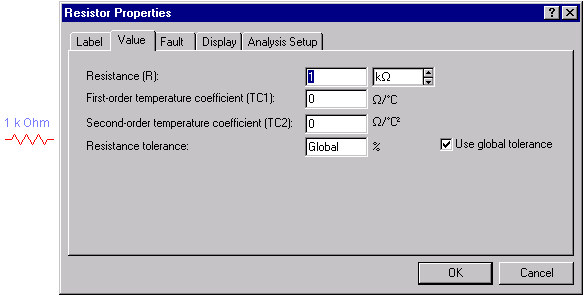 Resistor Properties
Label Value Fault Display Analysis Setup
Resistance (R): 1 kΩ
First-order temperature coefficient (TC1): 0 Ω/°C
Second-order temperature coefficient (TC2): 0 Ω/°C²
Resistance tolerance: Global % Use global tolerance
1 k Ohm
OK Cancel